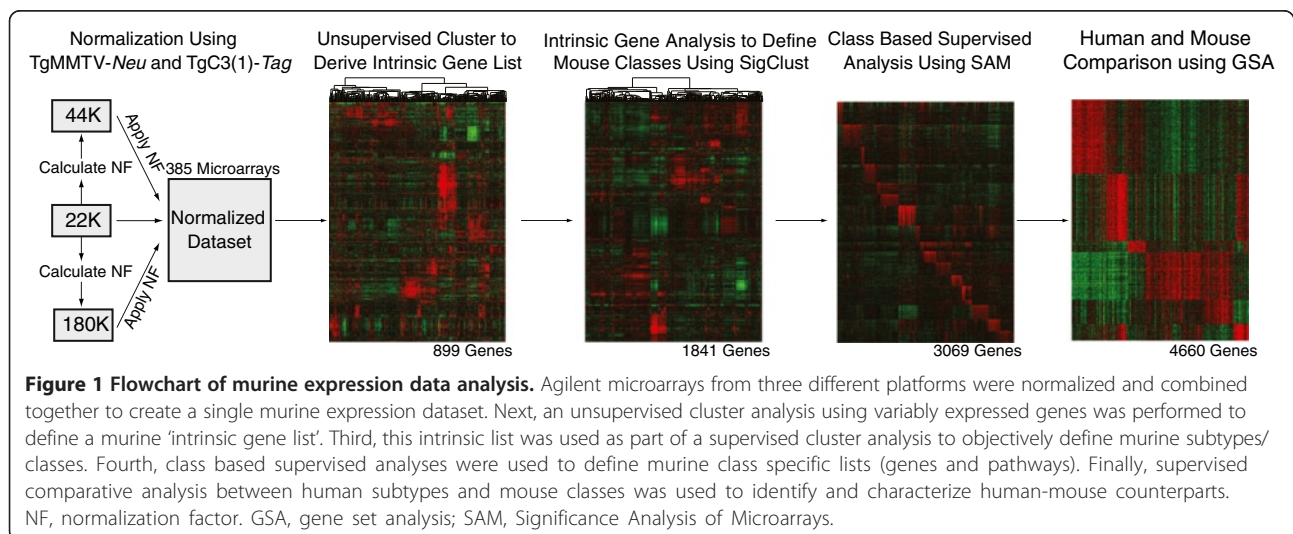 Normalization Using
TgMMTV-Neu and TgC3(1)-Tag
Unsupervised Cluster to
Derive Intrinsic Gene List
Intrinsic Gene Analysis to Define
Mouse Classes Using SigClust
Class Based Supervised
Analysis Using SAM
Human and Mouse
Comparison using GSA
44K
Apply NF
Calculate NF
385 Microarrays
22K
Normalized
Dataset
Calculate NF
Apply NF
180K
899 Genes
1841 Genes
3069 Genes
4660 Genes
Figure 1 Flowchart of murine expression data analysis. Agilent microarrays from three different platforms were normalized and combined
together to create a single murine expression dataset. Next, an unsupervised cluster analysis using variably expressed genes was performed to
define a murine ‘intrinsic gene list’. Third, this intrinsic list was used as part of a supervised cluster analysis to objectively define murine subtypes/
classes. Fourth, class based supervised analyses were used to define murine class specific lists (genes and pathways). Finally, supervised
comparative analysis between human subtypes and mouse classes was used to identify and characterize human-mouse counterparts.
NF, normalization factor. GSA, gene set analysis; SAM, Significance Analysis of Microarrays.